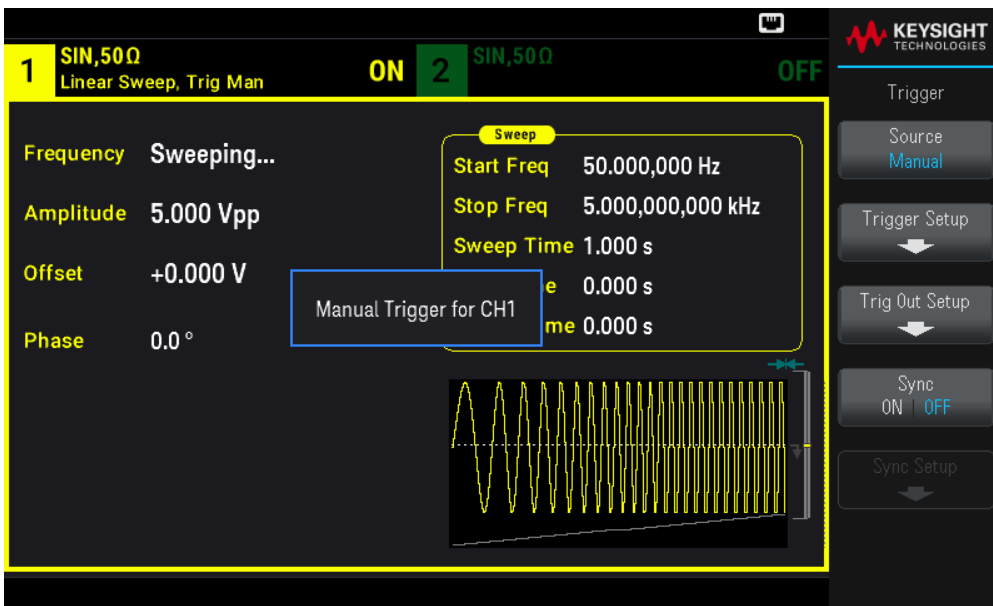 KEYSIGHT
TECHNOLOGIES
1
SIN,50Ω
Linear Sweep, Trig Man
ON
2
SIN,50Ω
OFF
Frequency Sweeping...
Amplitude 5.000 Vpp
Offset +0.000 V
Phase 0.0 °
Sweep
Start Freq 50.000,000 Hz
Stop Freq 5.000,000,000 kHz
Sweep Time 1.000 s
e 0.000 s
me 0.000 s
Manual Trigger for CH1
Trigger
Source
Manual
Trigger Setup
Trig Out Setup
Sync
ON | OFF
Sync Setup